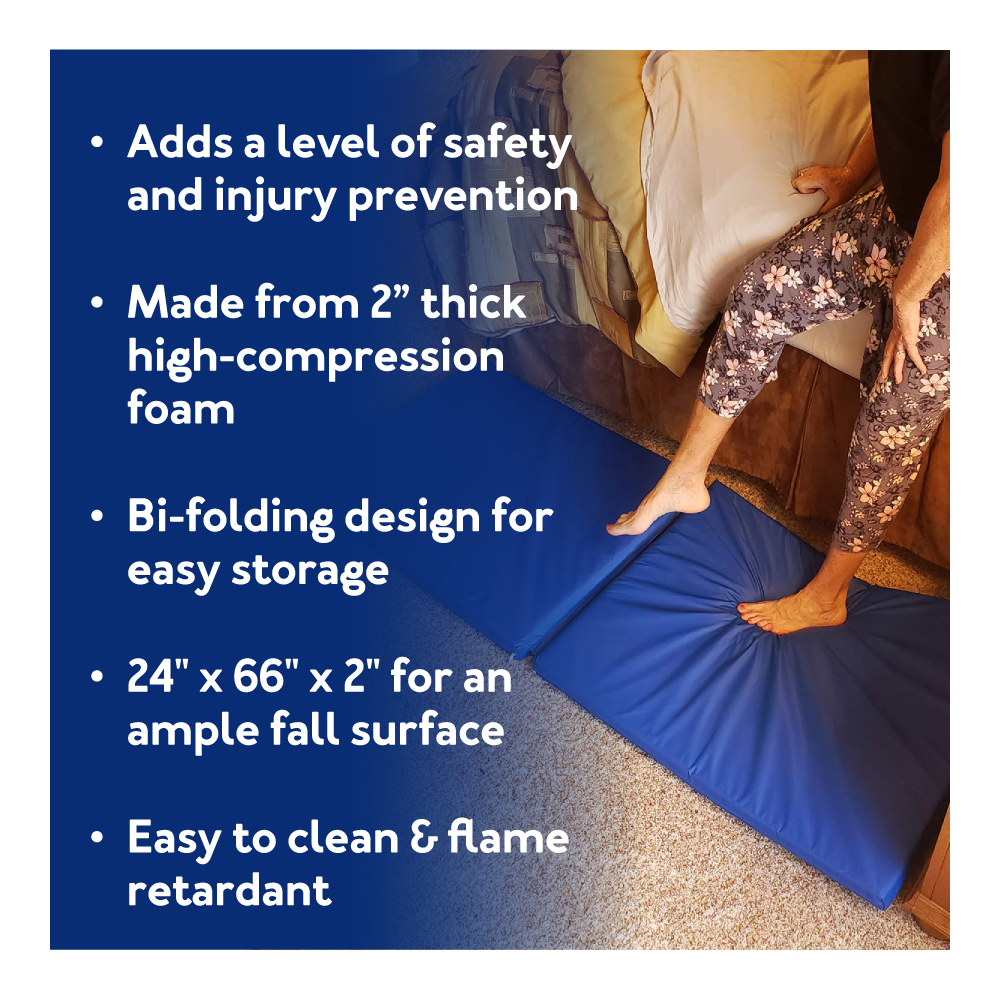 • Adds a level of safety
and injury prevention
• Made from 2” thick
high-compression
foam
• Bi-folding design for
easy storage
• 24" x 66" x 2" for an
ample fall surface
• Easy to clean & flame
retardant